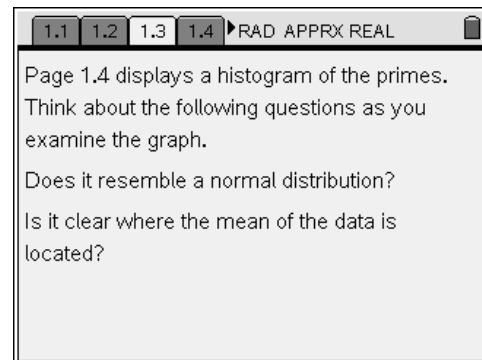 1.1 1.2 1.3 1.4 RAD APPRX REAL
Page 1.4 displays a histogram of the primes.
Think about the following questions as you
examine the graph.
Does it resemble a normal distribution?
Is it clear where the mean of the data is
located?